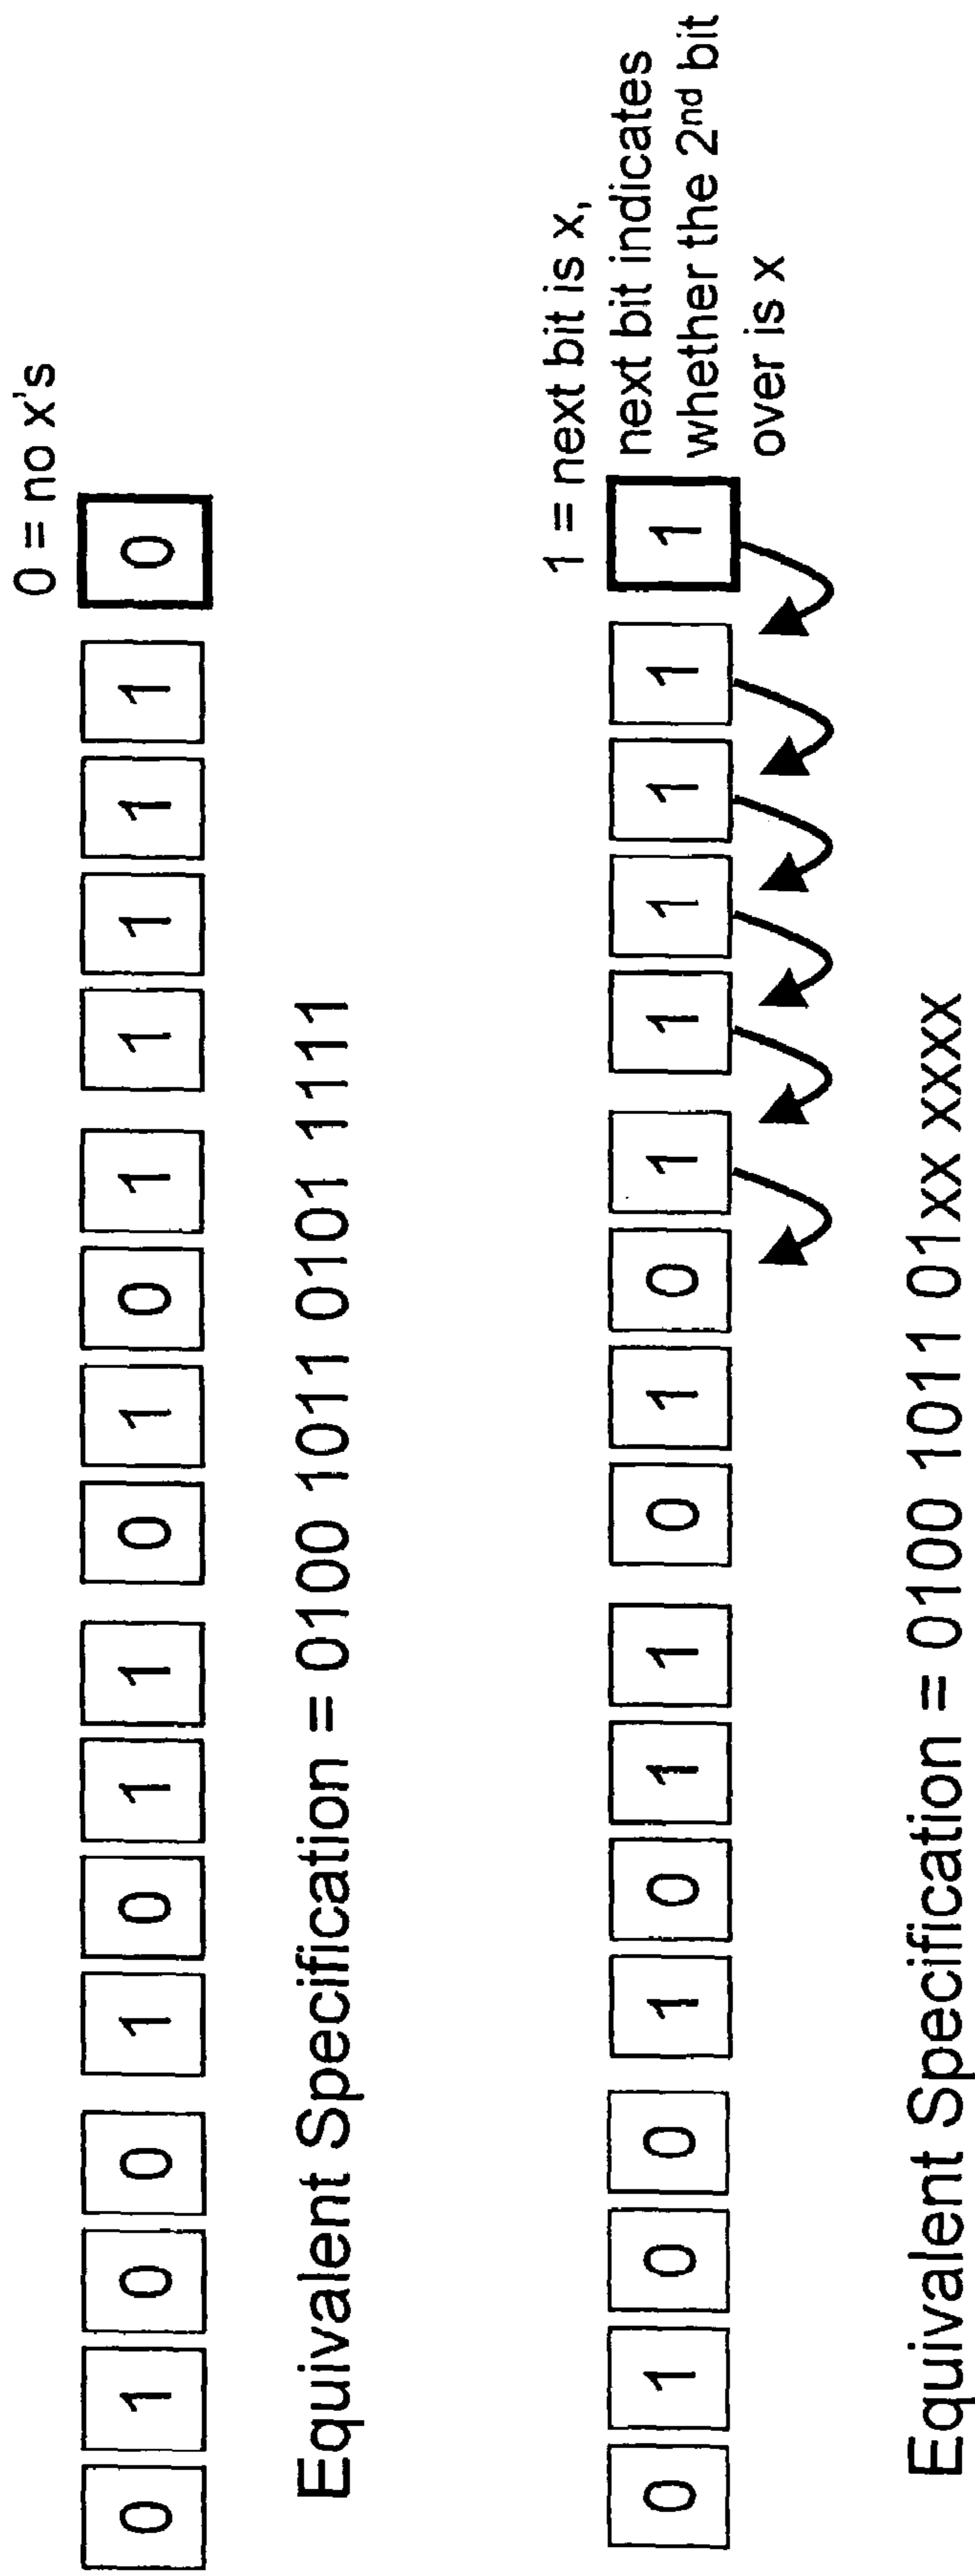 0 = no x's
0 1 0 0 1 0 1 1 0 1 0 1 1 1 1 1 0
Equivalent Specification = 0100 1011 0101 1111
1 = next bit is x,
next bit indicates
whether the 2nd bit
over is x
0 1 0 0 1 0 1 1 0 1 0 1 1 1 1 1 1
Equivalent Specification = 0100 1011 01xx xxxx